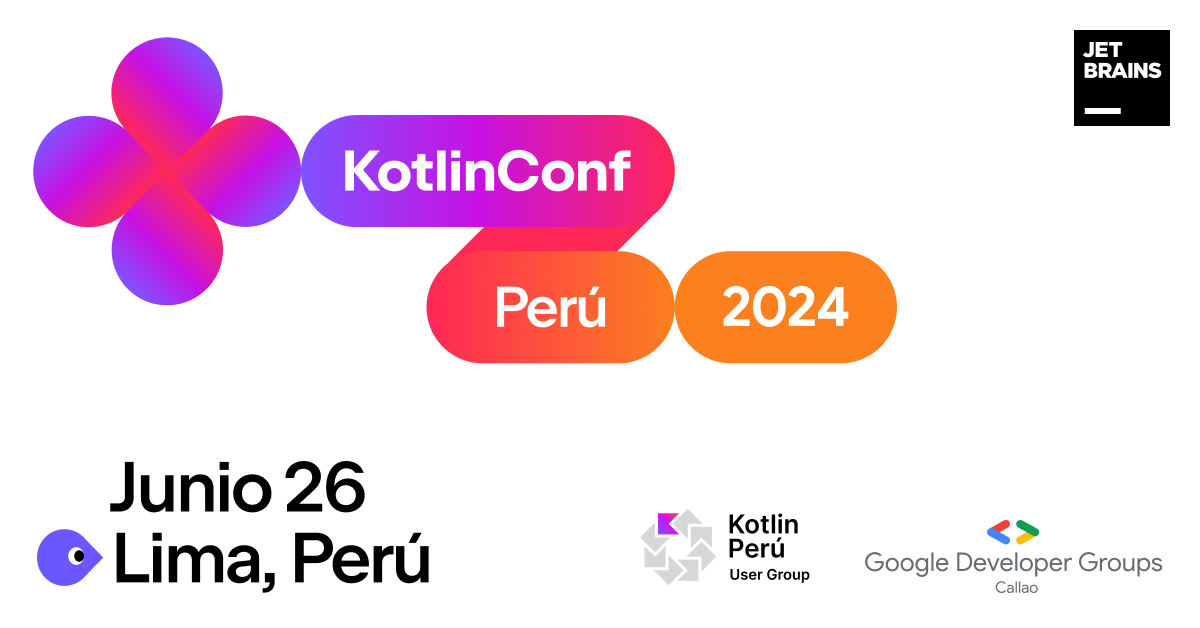 JET
BRAINS
KotlinConf
Perú
2024
Junio 26
Lima, Perú
Kotlin
Perú
User Group
Google Developer Groups
Callao